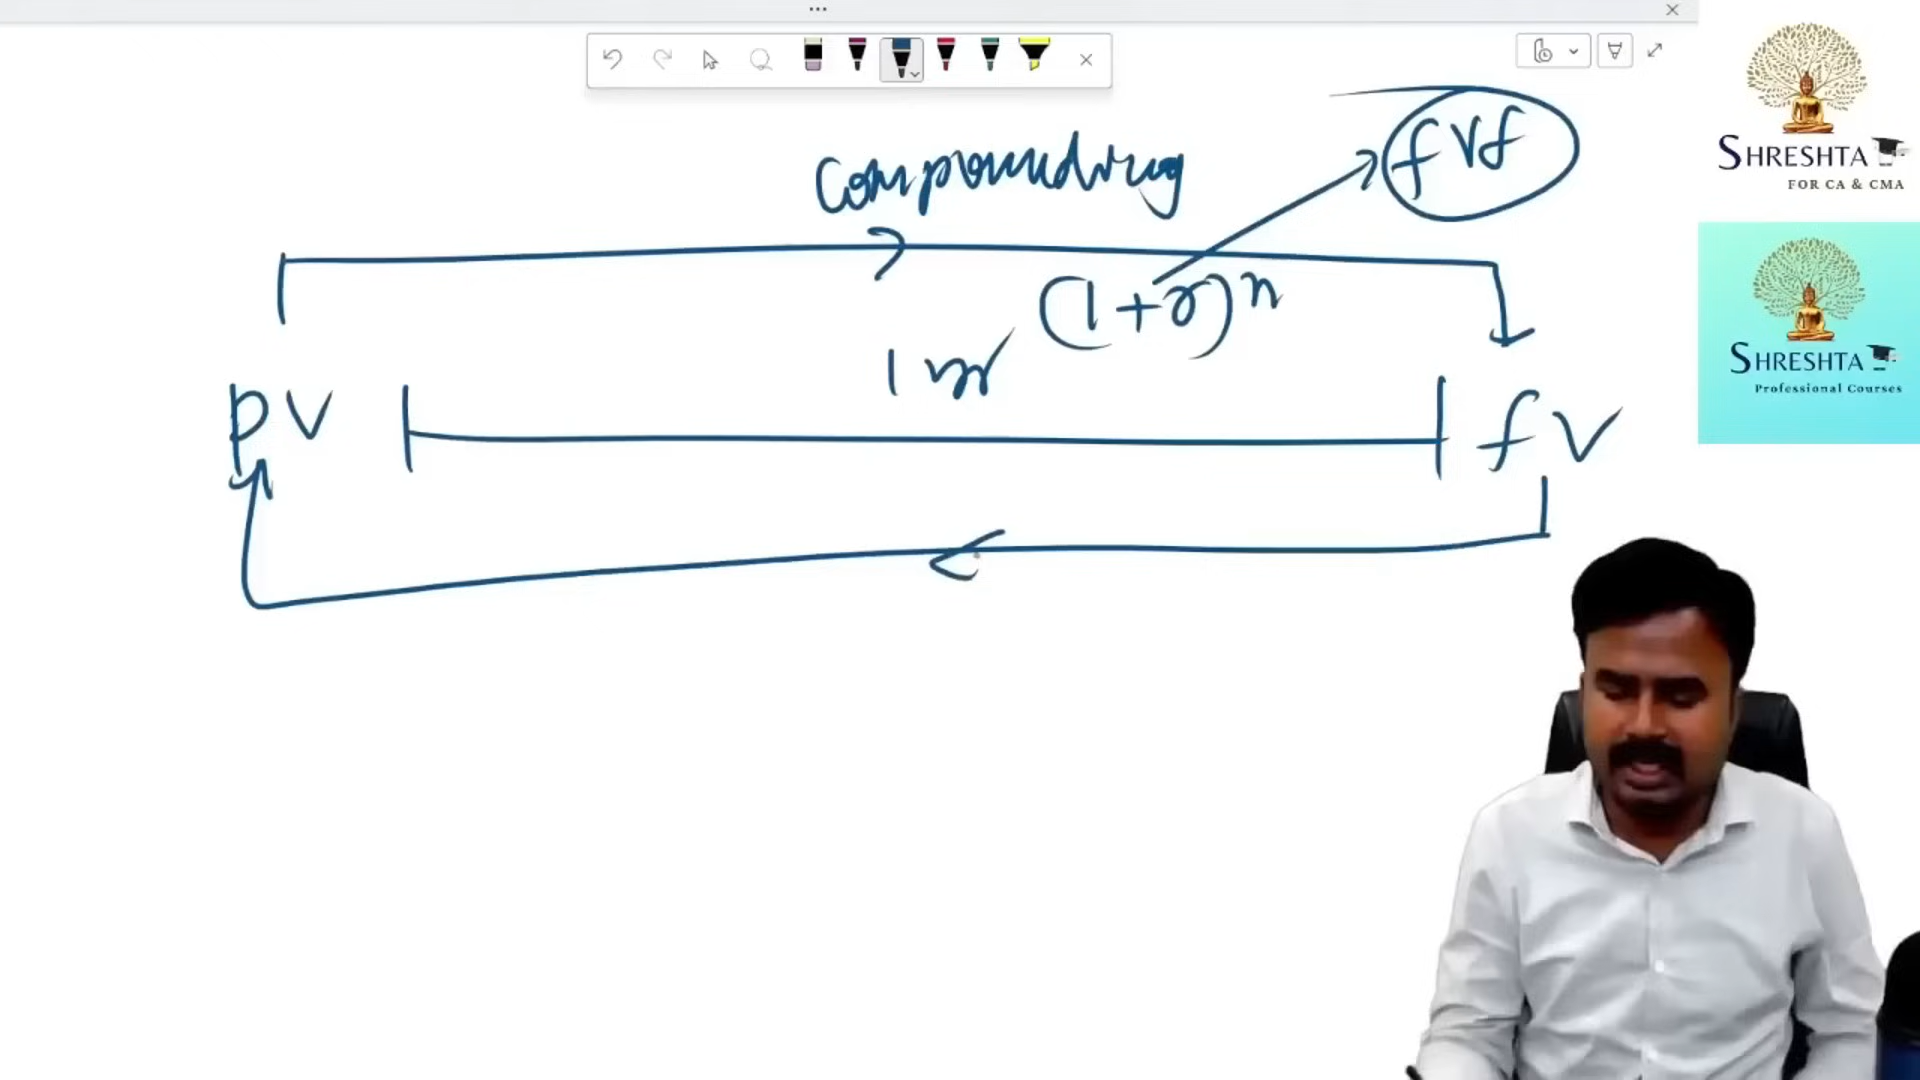 ...
SHRESHTA
FOR CA & CMA
fvf
Compounding
(1+r)^n
1 yr
PV
fV
SHRESHTA
Professional Courses